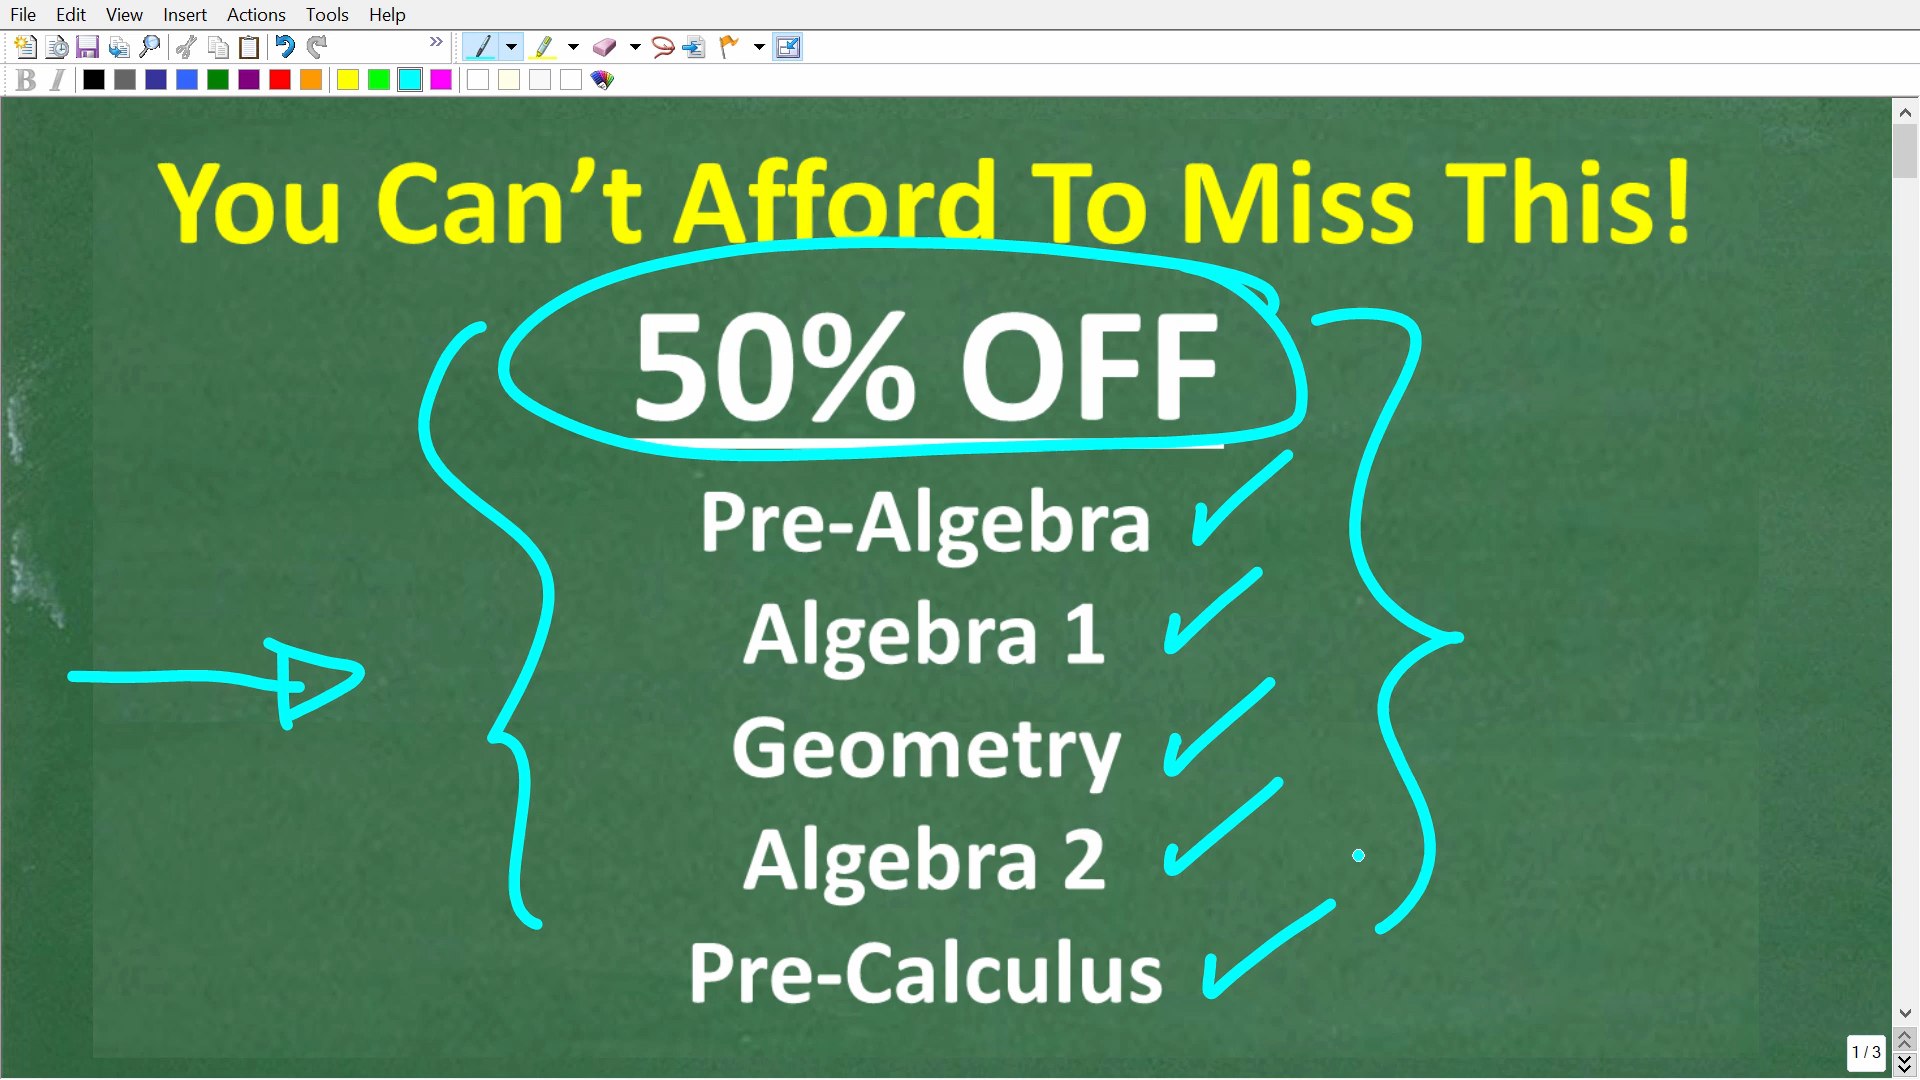 File Edit View Insert Actions Tools Help
B I
You Can’t Afford To Miss This!
50% OFF
Pre-Algebra
Algebra 1
Geometry
Algebra 2
Pre-Calculus
1 / 3